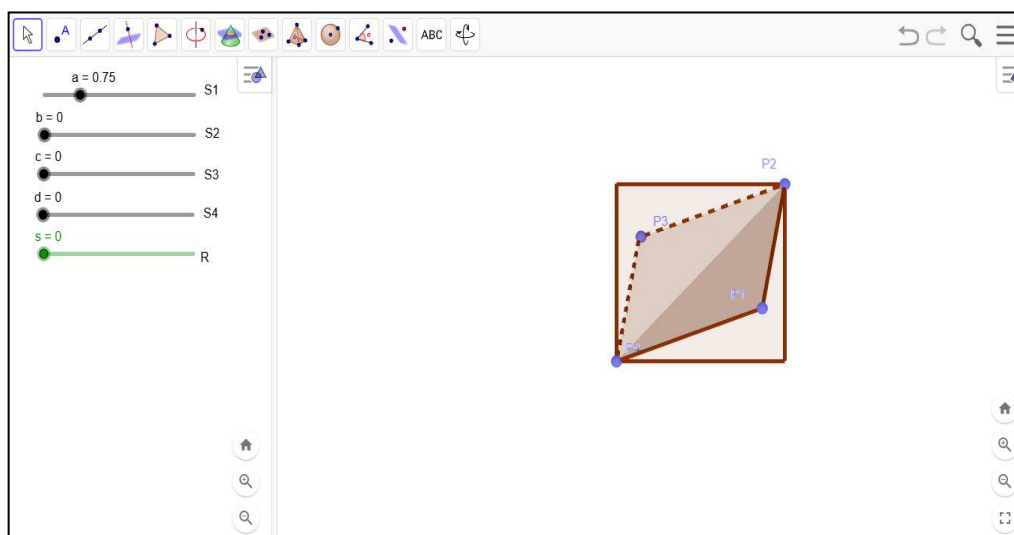 A
ABC
a = 0.75
S1
b = 0
S2
c = 0
S3
d = 0
S4
s = 0
R
P2
P3
P1